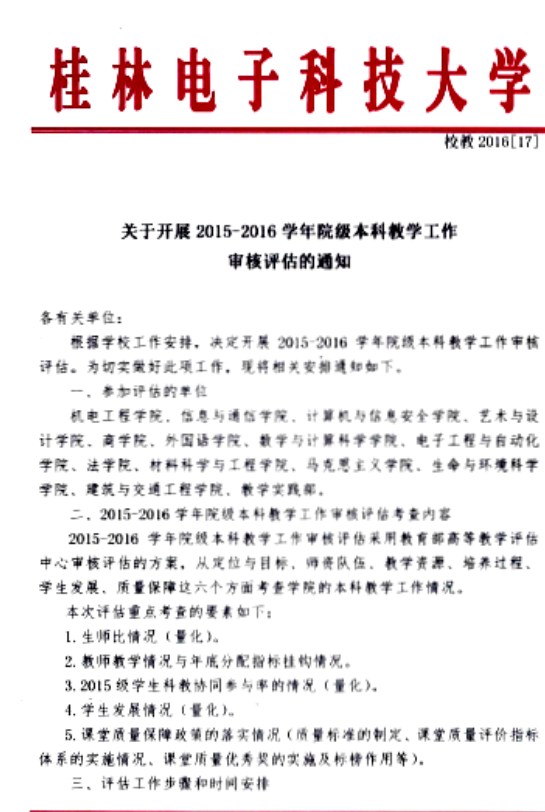 桂林电子科技大学
校教 2016[17]
关于开展 2015-2016 学年院级本科教学工作
审核评估的通知
各有关单位：
根据学校工作安排，决定开展 2015-2016 学年院级本科教学工作审核
评估。为切实做好此项工作，现将相关安排通知如下。
一、参加评估的单位
机电工程学院、信息与通信学院、计算机与信息安全学院、艺术与设
计学院、商学院、外国语学院、数学与计算科学学院、电子工程与自动化
学院、法学院、材料科学与工程学院、马克思主义学院、生命与环境科学
学院、建筑与交通工程学院、教学实践部。
二、2015-2016 学年院级本科教学工作审核评估考查内容
2015-2016 学年院级本科教学工作审核评估采用教育部高等教学评估
中心审核评估的方案，从定位与目标、师资队伍、教学资源、培养过程、
学生发展、质量保障这六个方面考查学院的本科教学工作情况。
本次评估重点考查的要素如下：
1.生师比情况（量化）。
2.教师教学情况与年底分配指标挂钩情况。
3.2015 级学生科教协同参与率的情况（量化）。
4.学生发展情况（量化）。
5.课堂质量保障政策的落实情况（质量标准的制定、课堂质量评价指标
体系的实施情况、课堂质量优秀奖的实施及标榜作用等）。
三、评估工作步骤和时间安排